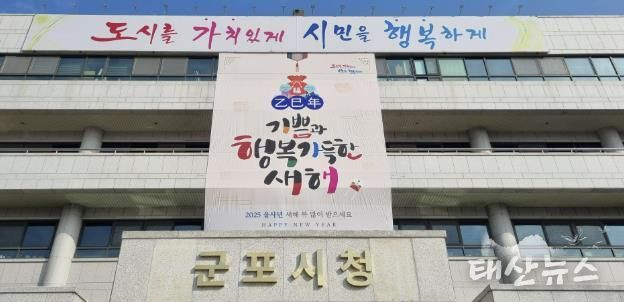 도시를 가치있게 시민을 행복하게
乙巳年
기쁨과
행복가득한
새해
2025 을사년 새해 복 많이 받으세요
HAPPY NEW YEAR
군포시청
태산뉴스